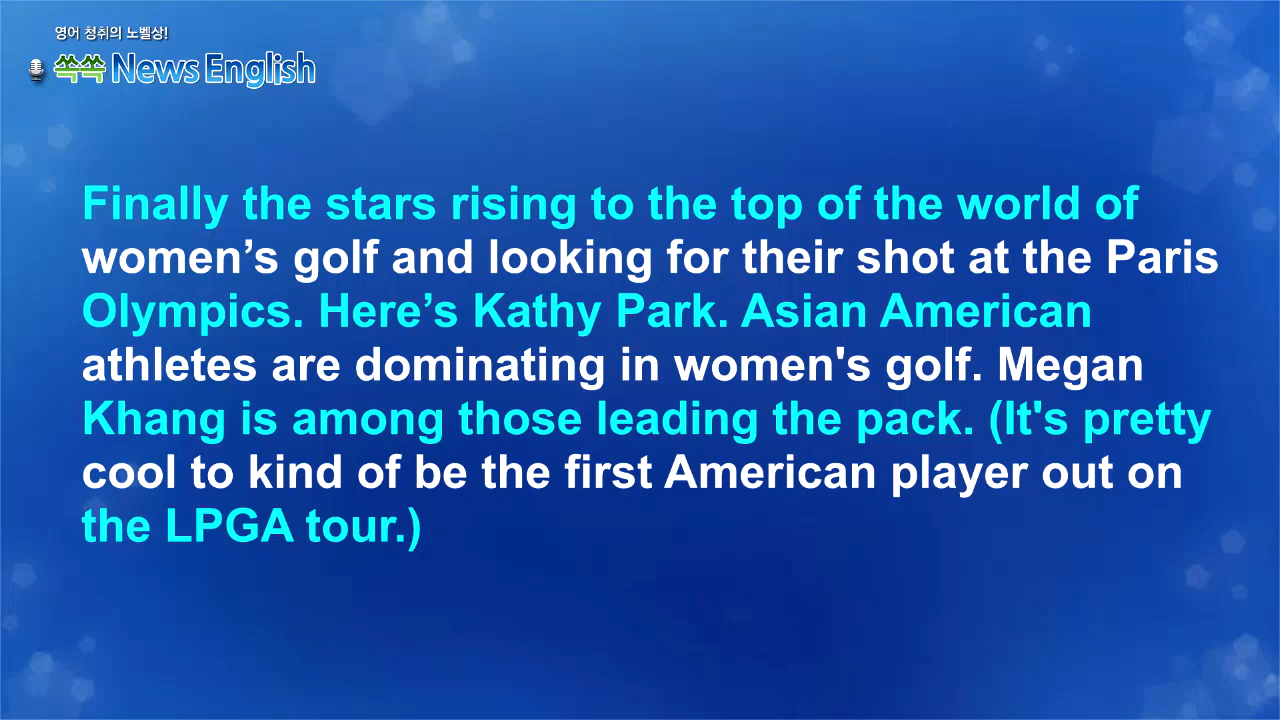 영어 청취의 노벨상!
쏙쏙 News English
Finally the stars rising to the top of the world of
women’s golf and looking for their shot at the Paris
Olympics. Here’s Kathy Park. Asian American
athletes are dominating in women's golf. Megan
Khang is among those leading the pack. (It's pretty
cool to kind of be the first American player out on
the LPGA tour.)